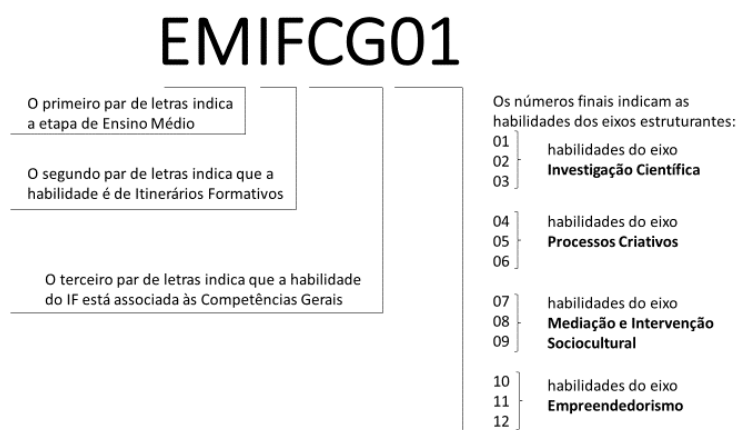 EMIFCG01
O primeiro par de letras indica
a etapa de Ensino Médio
O segundo par de letras indica que a
habilidade é de Itinerários Formativos
O terceiro par de letras indica que a habilidade
do IF está associada às Competências Gerais
Os números finais indicam as
habilidades dos eixos estruturantes:
01
02
03
habilidades do eixo
Investigação Científica
04
05
06
habilidades do eixo
Processos Criativos
07
08
09
habilidades do eixo
Mediação e Intervenção
Sociocultural
10
11
12
habilidades do eixo
Empreendedorismo